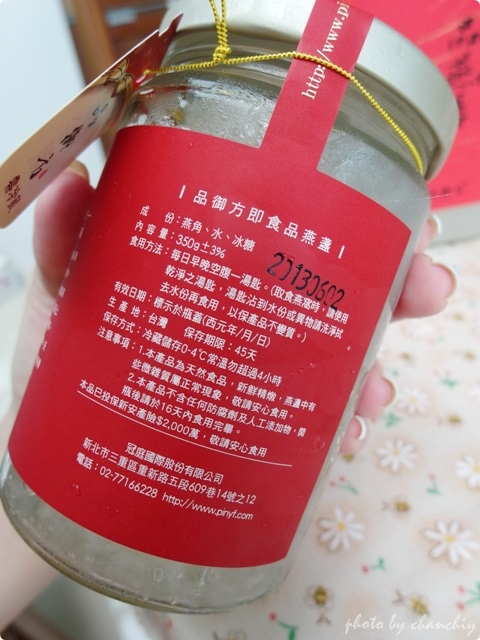 http://www.pinyf
| 品御方即食品燕盞 |
成　份：燕角、水、冰糖
內 容 量：350g±3%
食用方法：每日早晚空腹一湯匙。(取食燕窩時，請使用
乾淨之湯匙，湯匙沾到水份或異物請洗淨拭
去水份再食用，以保產品不變質。)
20130602
有效日期：標示於瓶蓋(西元年/月/日)
生 產 地：台灣　保存期限：45天
保存方式：冷藏儲存0-4℃常溫勿超過4小時
注意事項：1.本產品為天然食品，新鮮精燉，燕盞中有
些微雜質屬正常現象，敬請安心食用。
2.本產品不含任何防腐劑及人工添加物，開
瓶後請於16天內食用完畢。
本品已投保新安產險$2,000萬，敬請安心食用
冠庭國際股份有限公司
新北市三重區重新路五段609巷14號之12
電話：02-77166228 http://www.pinyf.com
photo by chanchiy